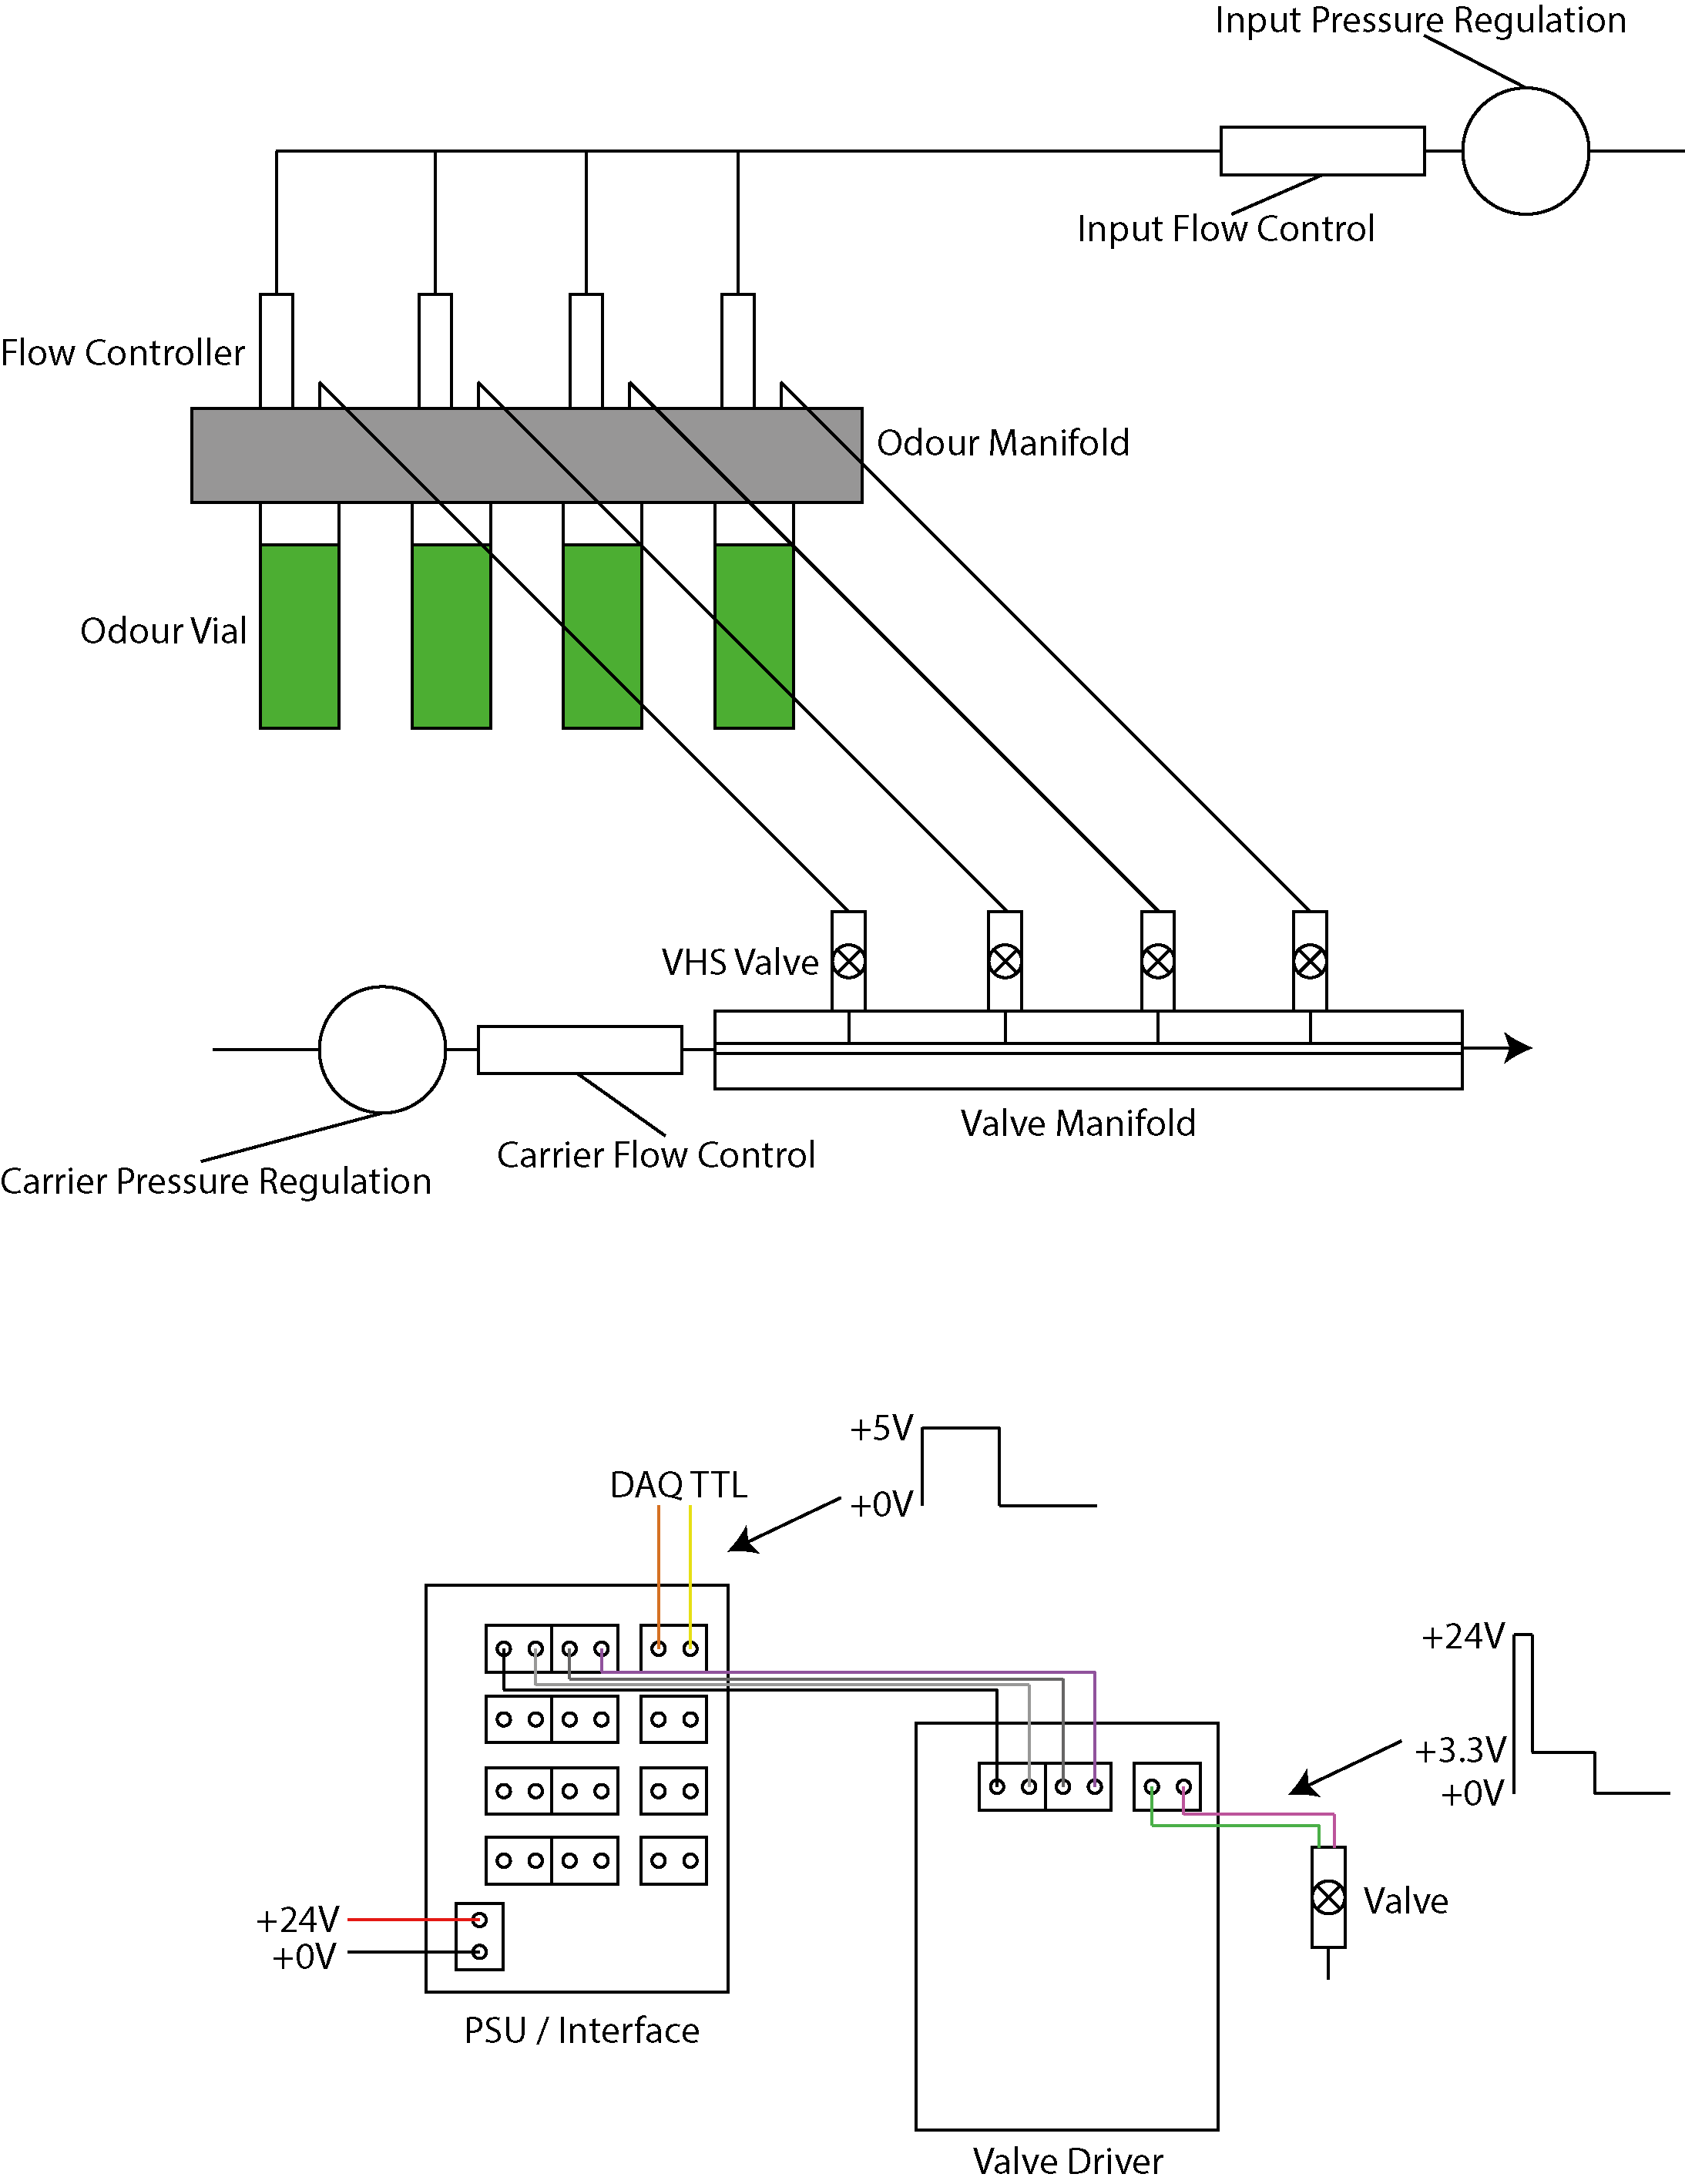 Input Pressure Regulation
Input Flow Control
Flow Controller
Odour Manifold
Odour Vial
VHS Valve
Valve Manifold
Carrier Flow Control
Carrier Pressure Regulation
+5V
DAQ TTL
+0V
+24V
+3.3V
+0V
Valve
+24V
+0V
PSU / Interface
Valve Driver